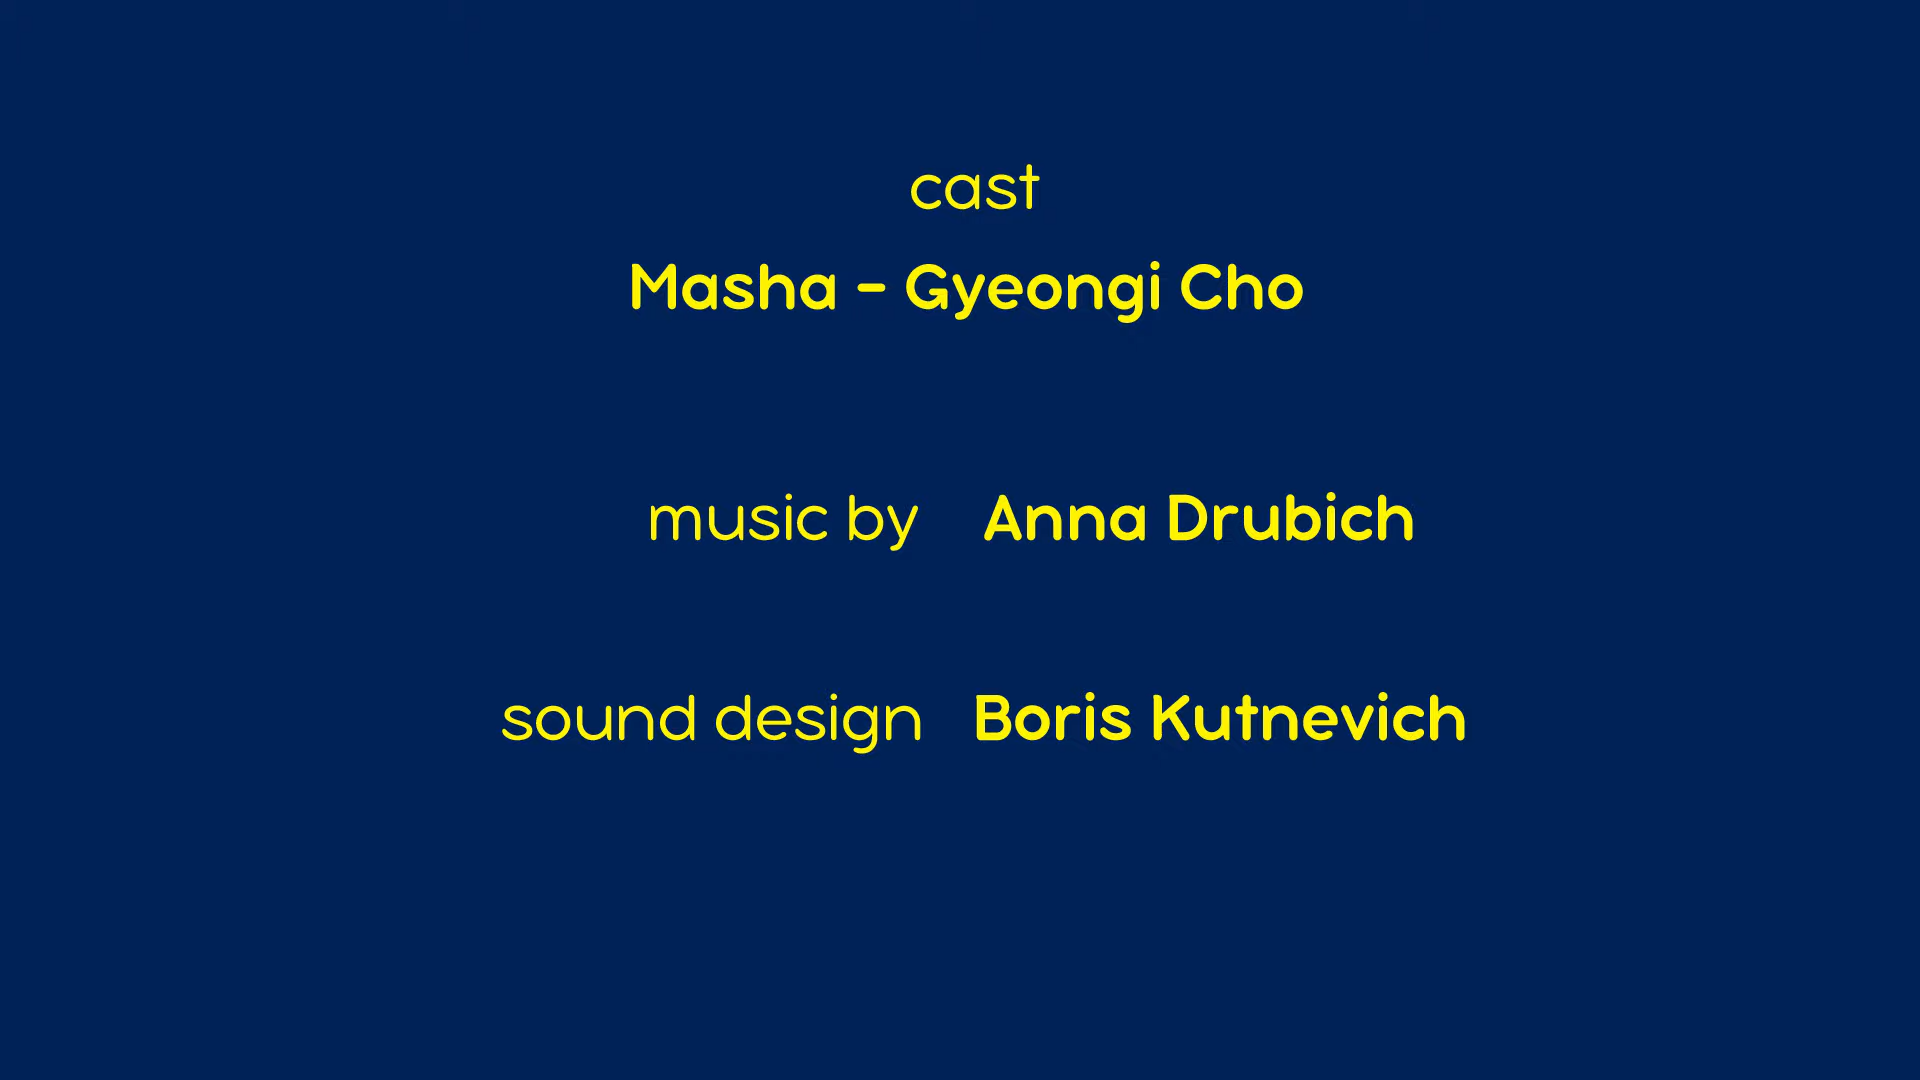 cast
Masha - Gyeongi Cho
music by Anna Drubich
sound design Boris Kutnevich